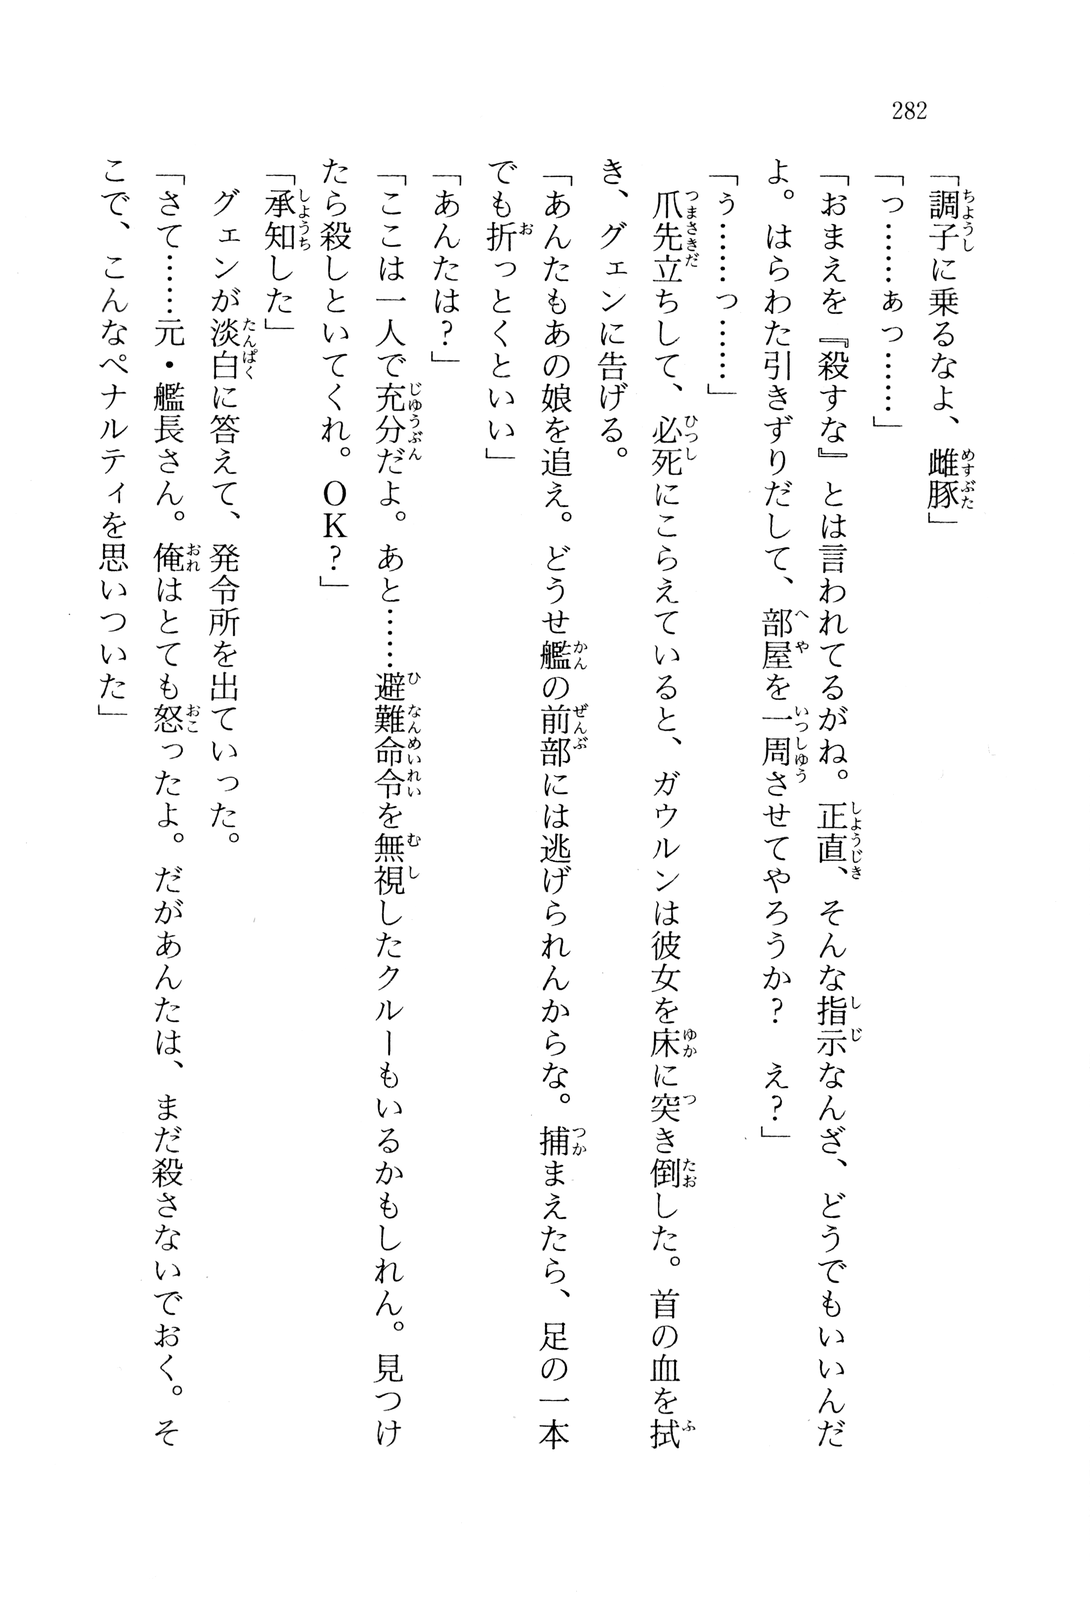 282
「調子に乗るなよ、雌豚」
「っ……ぁっ……」
「おまえを『殺すな』とは言われてるがね。正直、そんな指示なんざ、どうでもいいんだ
よ。はらわた引きずりだして、部屋を一周させてやろうか？　え？」
「う……っ……」
　爪先立ちして、必死にこらえていると、ガウルンは彼女を床に突き倒した。首の血を拭
き、グェンに告げる。
「あんたもあの娘を追え。どうせ艦の前部には逃げられんからな。捕まえたら、足の一本
でも折っとくといい」
「あんたは？」
「ここは一人で充分だよ。あと……避難命令を無視したクルーもいるかもしれん。見つけ
たら殺しといてくれ。ＯＫ？」
「承知した」
　グェンが淡白に答えて、発令所を出ていった。
「さて……元・艦長さん。俺はとても怒ったよ。だがあんたは、まだ殺さないでおく。そ
こで、こんなペナルティを思いついた」